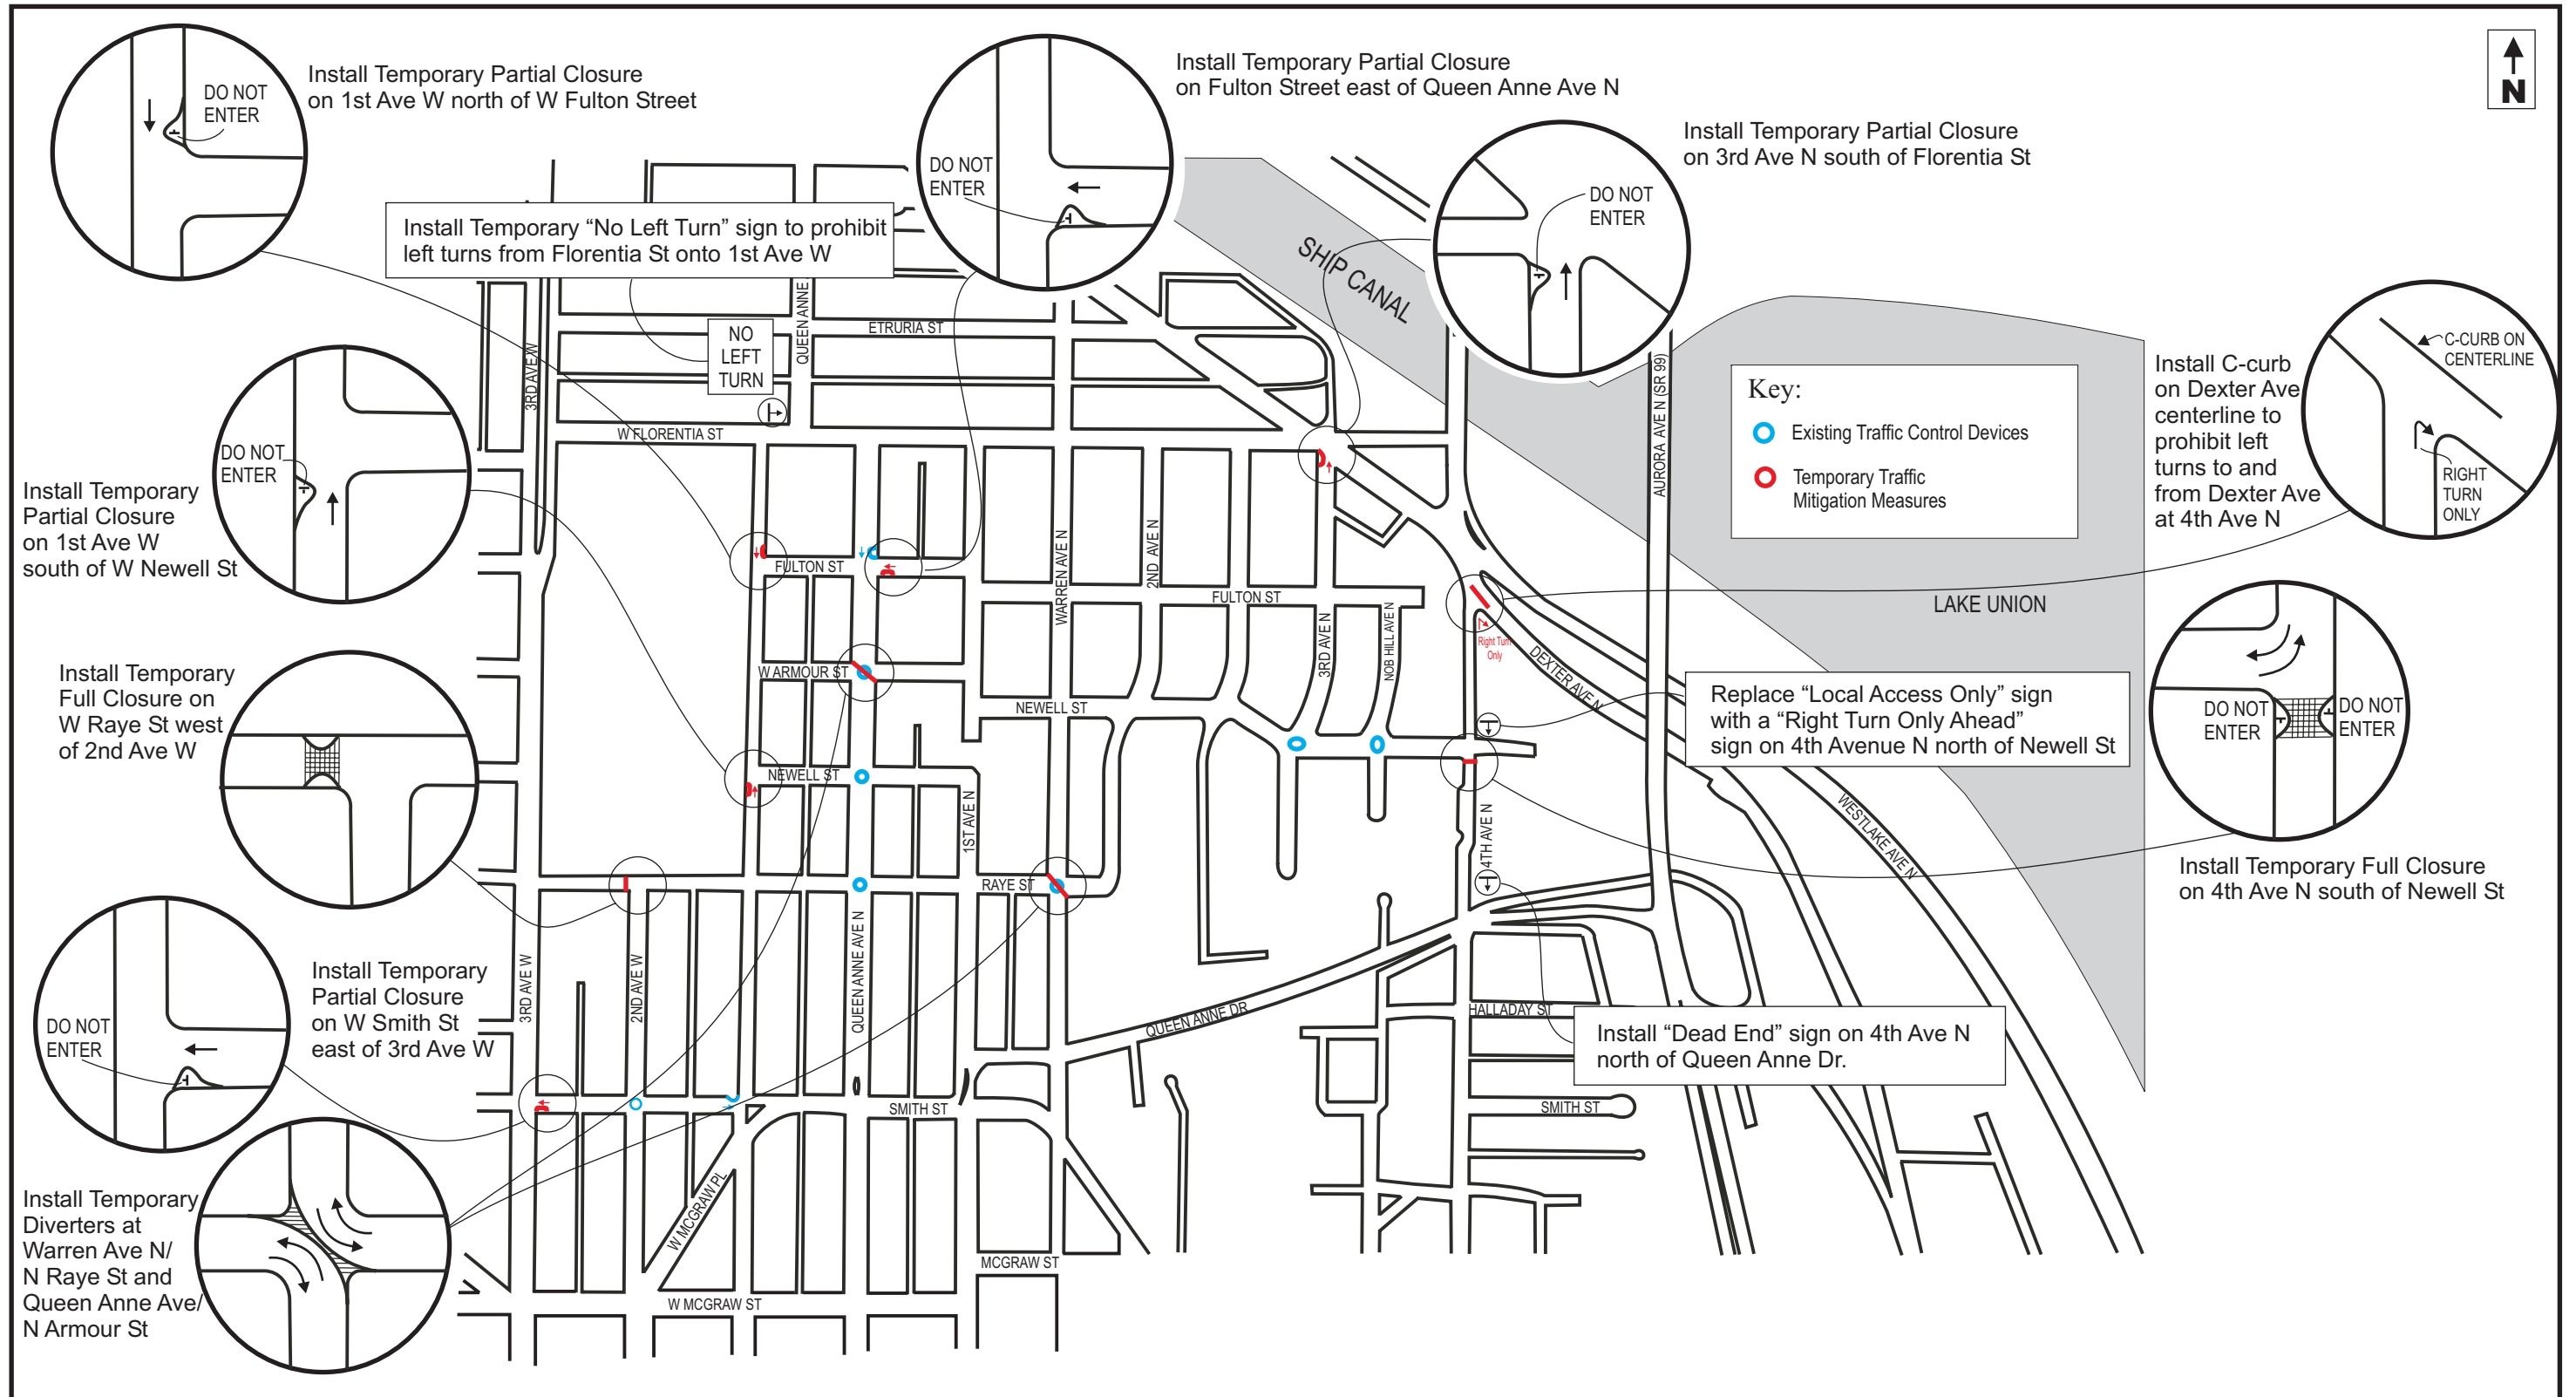 Install Temporary Partial Closure
on 1st Ave W north of W Fulton Street
DO NOT
ENTER
Install Temporary Partial Closure
on Fulton Street east of Queen Anne Ave N
DO NOT
ENTER
Install Temporary Partial Closure
on 3rd Ave N south of Florentia St
DO NOT
ENTER
N
Install Temporary “No Left Turn” sign to prohibit
left turns from Florentia St onto 1st Ave W
NO
LEFT
TURN
SHIP CANAL
QUEEN ANNE
ETRURIA ST
3RD AVE W
W FLORENTIA ST
AURORA AVE N (SR 99)
Key:
Existing Traffic Control Devices
Temporary Traffic
Mitigation Measures
Install C-curb
on Dexter Ave
centerline to
prohibit left
turns to and
from Dexter Ave
at 4th Ave N
C-CURB ON
CENTERLINE
RIGHT
TURN
ONLY
DO NOT
ENTER
Install Temporary
Partial Closure
on 1st Ave W
south of W Newell St
FULTON ST
WARREN AVE N
2ND AVE N
FULTON ST
3RD AVE N
NOB HILL AVE N
Right Turn
Only
DEXTER AVE N
LAKE UNION
W ARMOUR ST
NEWELL ST
Install Temporary
Full Closure on
W Raye St west
of 2nd Ave W
NEWELL ST
1ST AVE N
RAYE ST
4TH AVE N
Replace “Local Access Only” sign
with a “Right Turn Only Ahead”
sign on 4th Avenue N north of Newell St
DO NOT
ENTER
DO NOT
ENTER
Install Temporary Full Closure
on 4th Ave N south of Newell St
WESTLAKE AVE N
3RD AVE W
2ND AVE W
QUEEN ANNE AVE N
QUEEN ANNE DR
HALLADAY ST
Install “Dead End” sign on 4th Ave N
north of Queen Anne Dr.
Install Temporary
Partial Closure
on W Smith St
east of 3rd Ave W
DO NOT
ENTER
SMITH ST
SMITH ST
W MCGRAW PL
MCGRAW ST
W MCGRAW ST
Install Temporary
Diverters at
Warren Ave N/
N Raye St and
Queen Anne Ave/
N Armour St